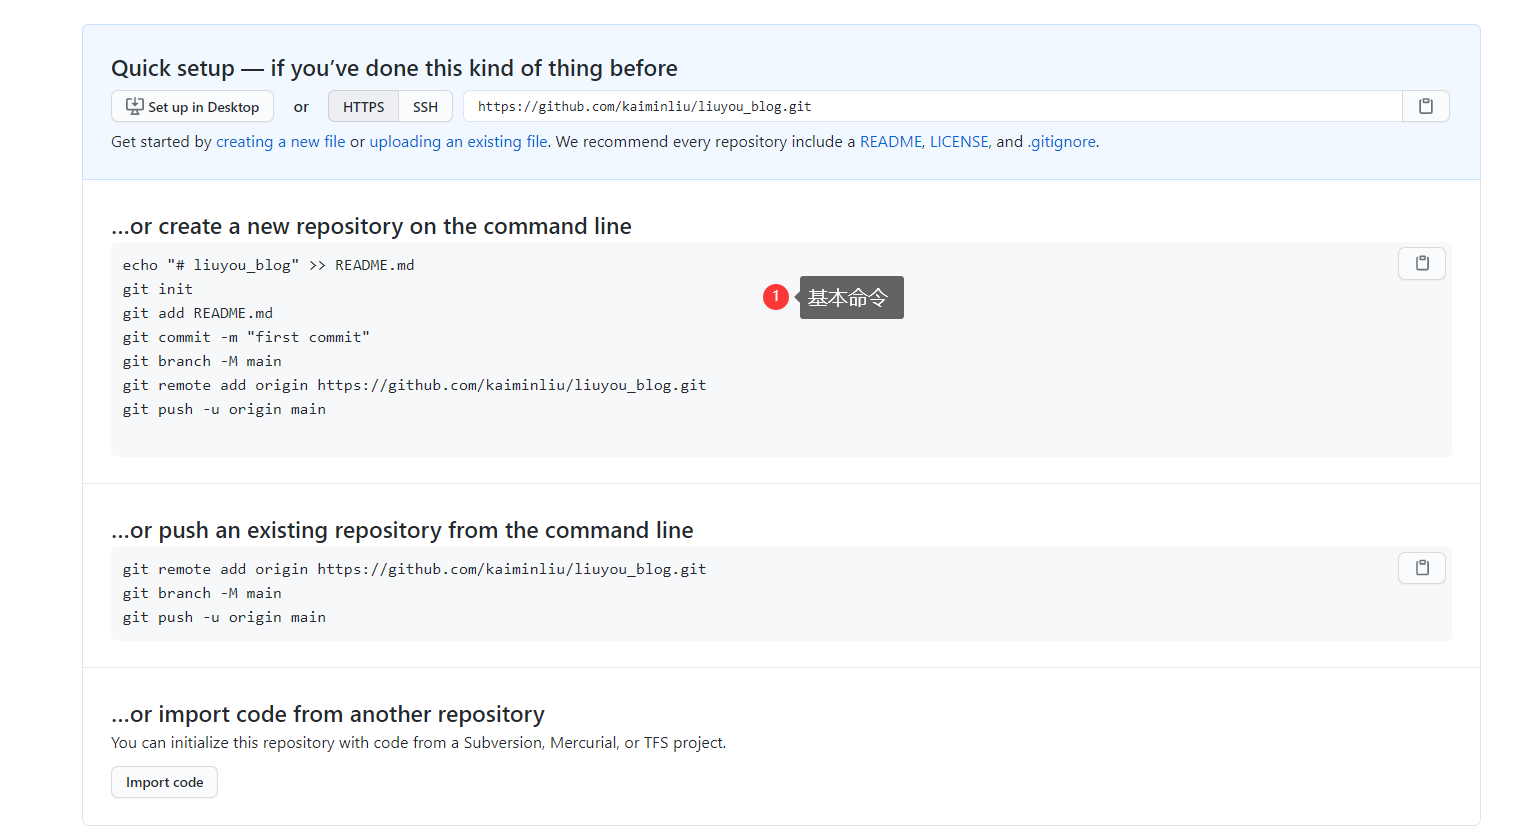 Quick setup — if you’ve done this kind of thing before
Set up in Desktop or HTTPS SSH https://github.com/kaiminliu/liuyou_blog.git
Get started by creating a new file or uploading an existing file. We recommend every repository include a README, LICENSE, and .gitignore.
…or create a new repository on the command line
echo "# liuyou_blog" >> README.md
git init
git add README.md
git commit -m "first commit"
git branch -M main
git remote add origin https://github.com/kaiminliu/liuyou_blog.git
git push -u origin main
1 基本命令
…or push an existing repository from the command line
git remote add origin https://github.com/kaiminliu/liuyou_blog.git
git branch -M main
git push -u origin main
…or import code from another repository
You can initialize this repository with code from a Subversion, Mercurial, or TFS project.
Import code